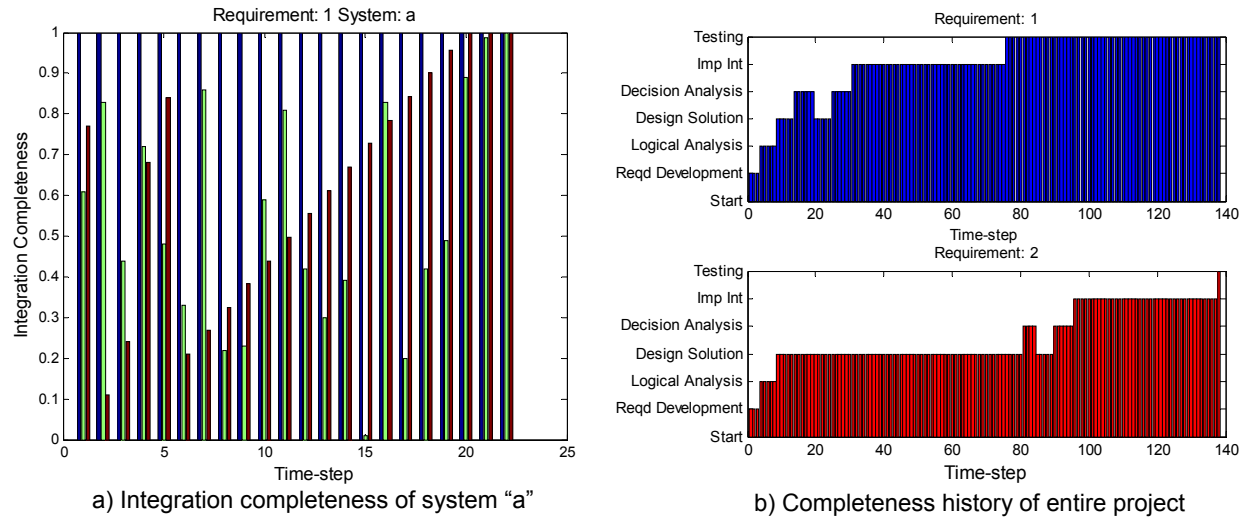 Requirement: 1 System: a
Integration Completeness
1
0.9
0.8
0.7
0.6
0.5
0.4
0.3
0.2
0.1
0
0 5 10 15 20 25
Time-step
a) Integration completeness of system “a”
Requirement: 1
Testing
Imp Int
Decision Analysis
Design Solution
Logical Analysis
Reqd Development
Start
0 20 40 60 80 100 120 140
Time-step
Requirement: 2
Testing
Imp Int
Decision Analysis
Design Solution
Logical Analysis
Reqd Development
Start
0 20 40 60 80 100 120 140
Time-step
b) Completeness history of entire project